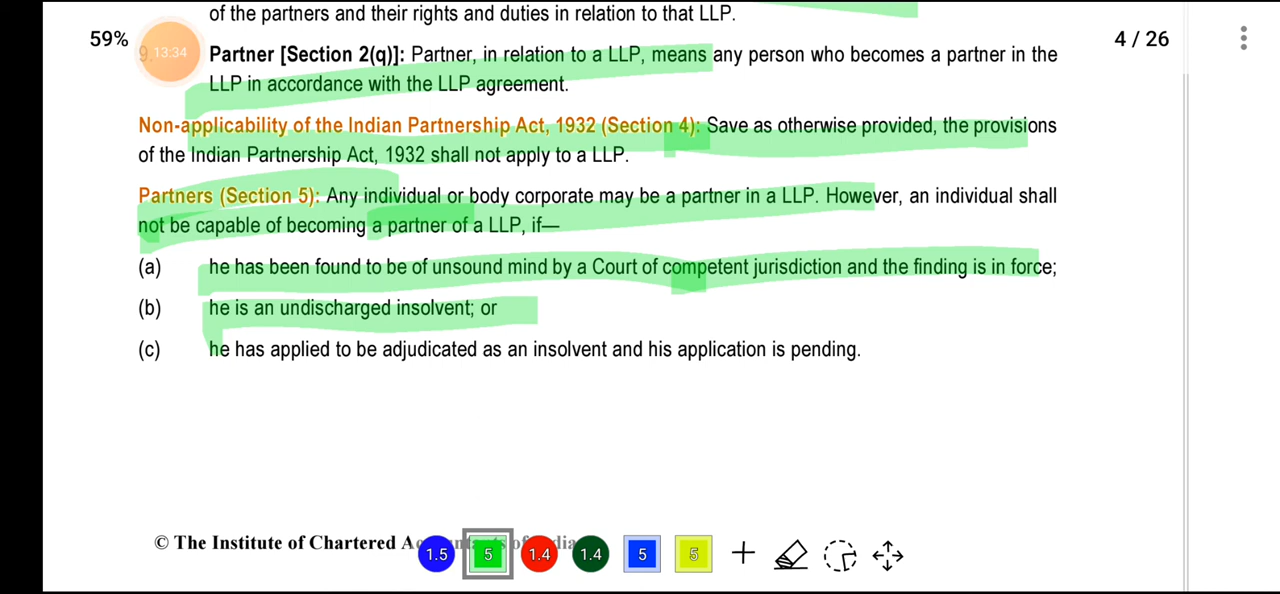 of the partners and their rights and duties in relation to that LLP.
59%
4 / 26
9.
13:34
Partner [Section 2(q)]: Partner, in relation to a LLP, means any person who becomes a partner in the
LLP in accordance with the LLP agreement.
Non-applicability of the Indian Partnership Act, 1932 (Section 4): Save as otherwise provided, the provisions
of the Indian Partnership Act, 1932 shall not apply to a LLP.
Partners (Section 5): Any individual or body corporate may be a partner in a LLP. However, an individual shall
not be capable of becoming a partner of a LLP, if—
(a) he has been found to be of unsound mind by a Court of competent jurisdiction and the finding is in force;
(b) he is an undischarged insolvent; or
(c) he has applied to be adjudicated as an insolvent and his application is pending.
© The Institute of Chartered
1.5 5 1.4 1.4 5 5